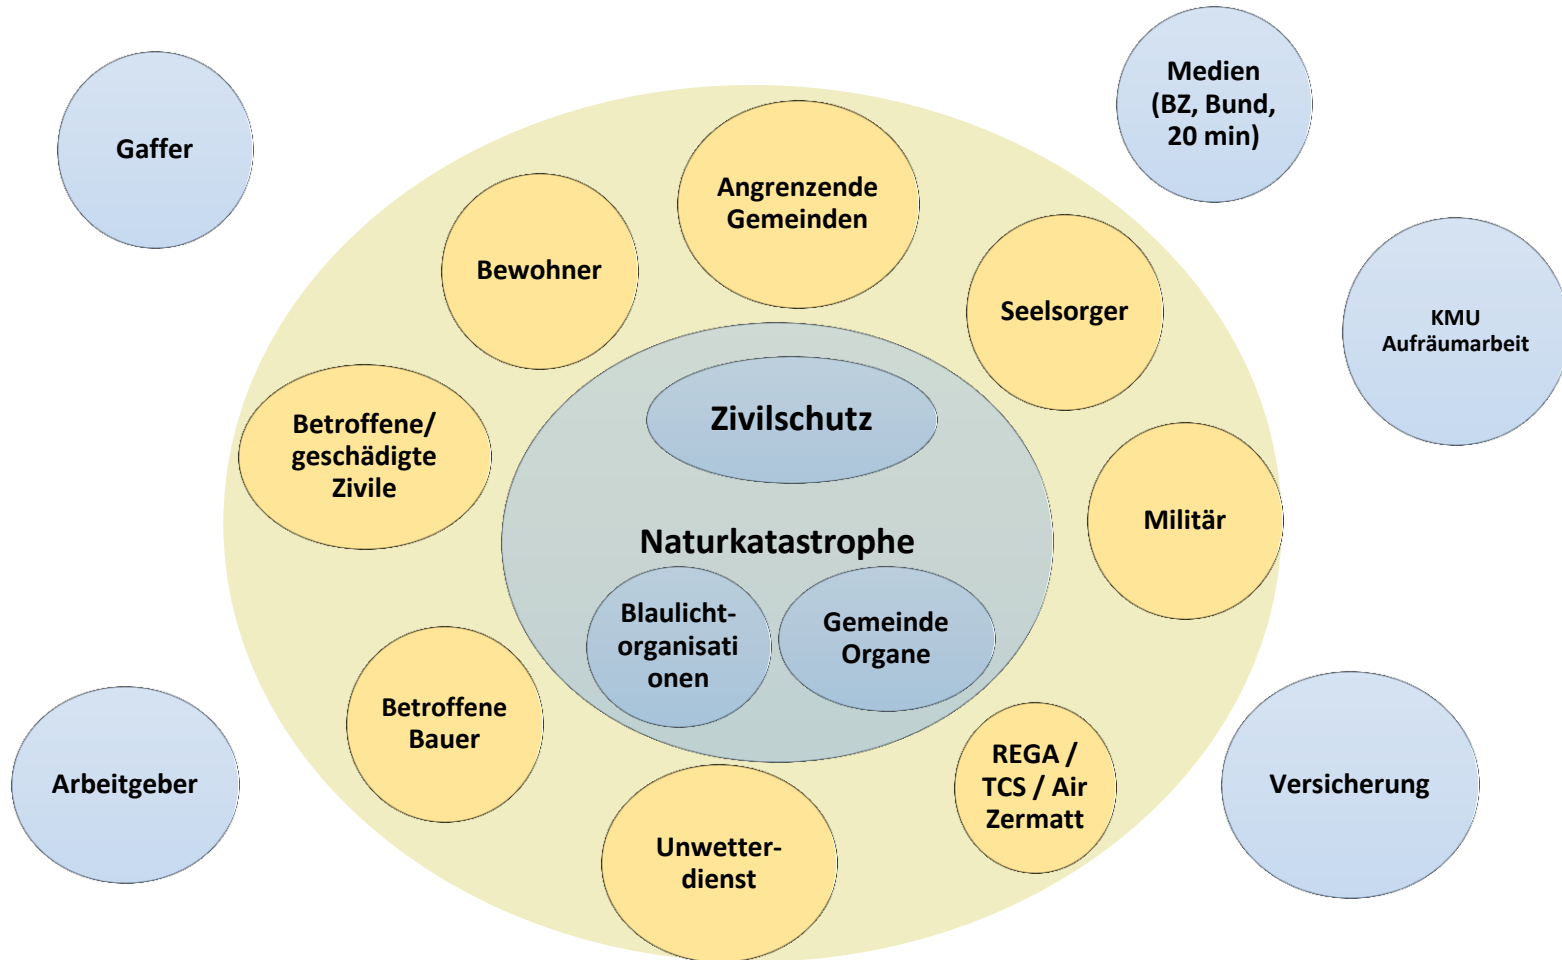 Medien
(BZ, Bund,
20 min)
Gaffer
Angrenzende
Gemeinden
Bewohner
Seelsorger
KMU
Aufräumarbeit
Zivilschutz
Betroffene/
geschädigte
Zivile
Militär
Naturkatastrophe
Blaulicht-
organisati
onen
Gemeinde
Organe
Betroffene
Bauer
REGA /
TCS / Air
Zermatt
Arbeitgeber
Versicherung
Unwetter-
dienst